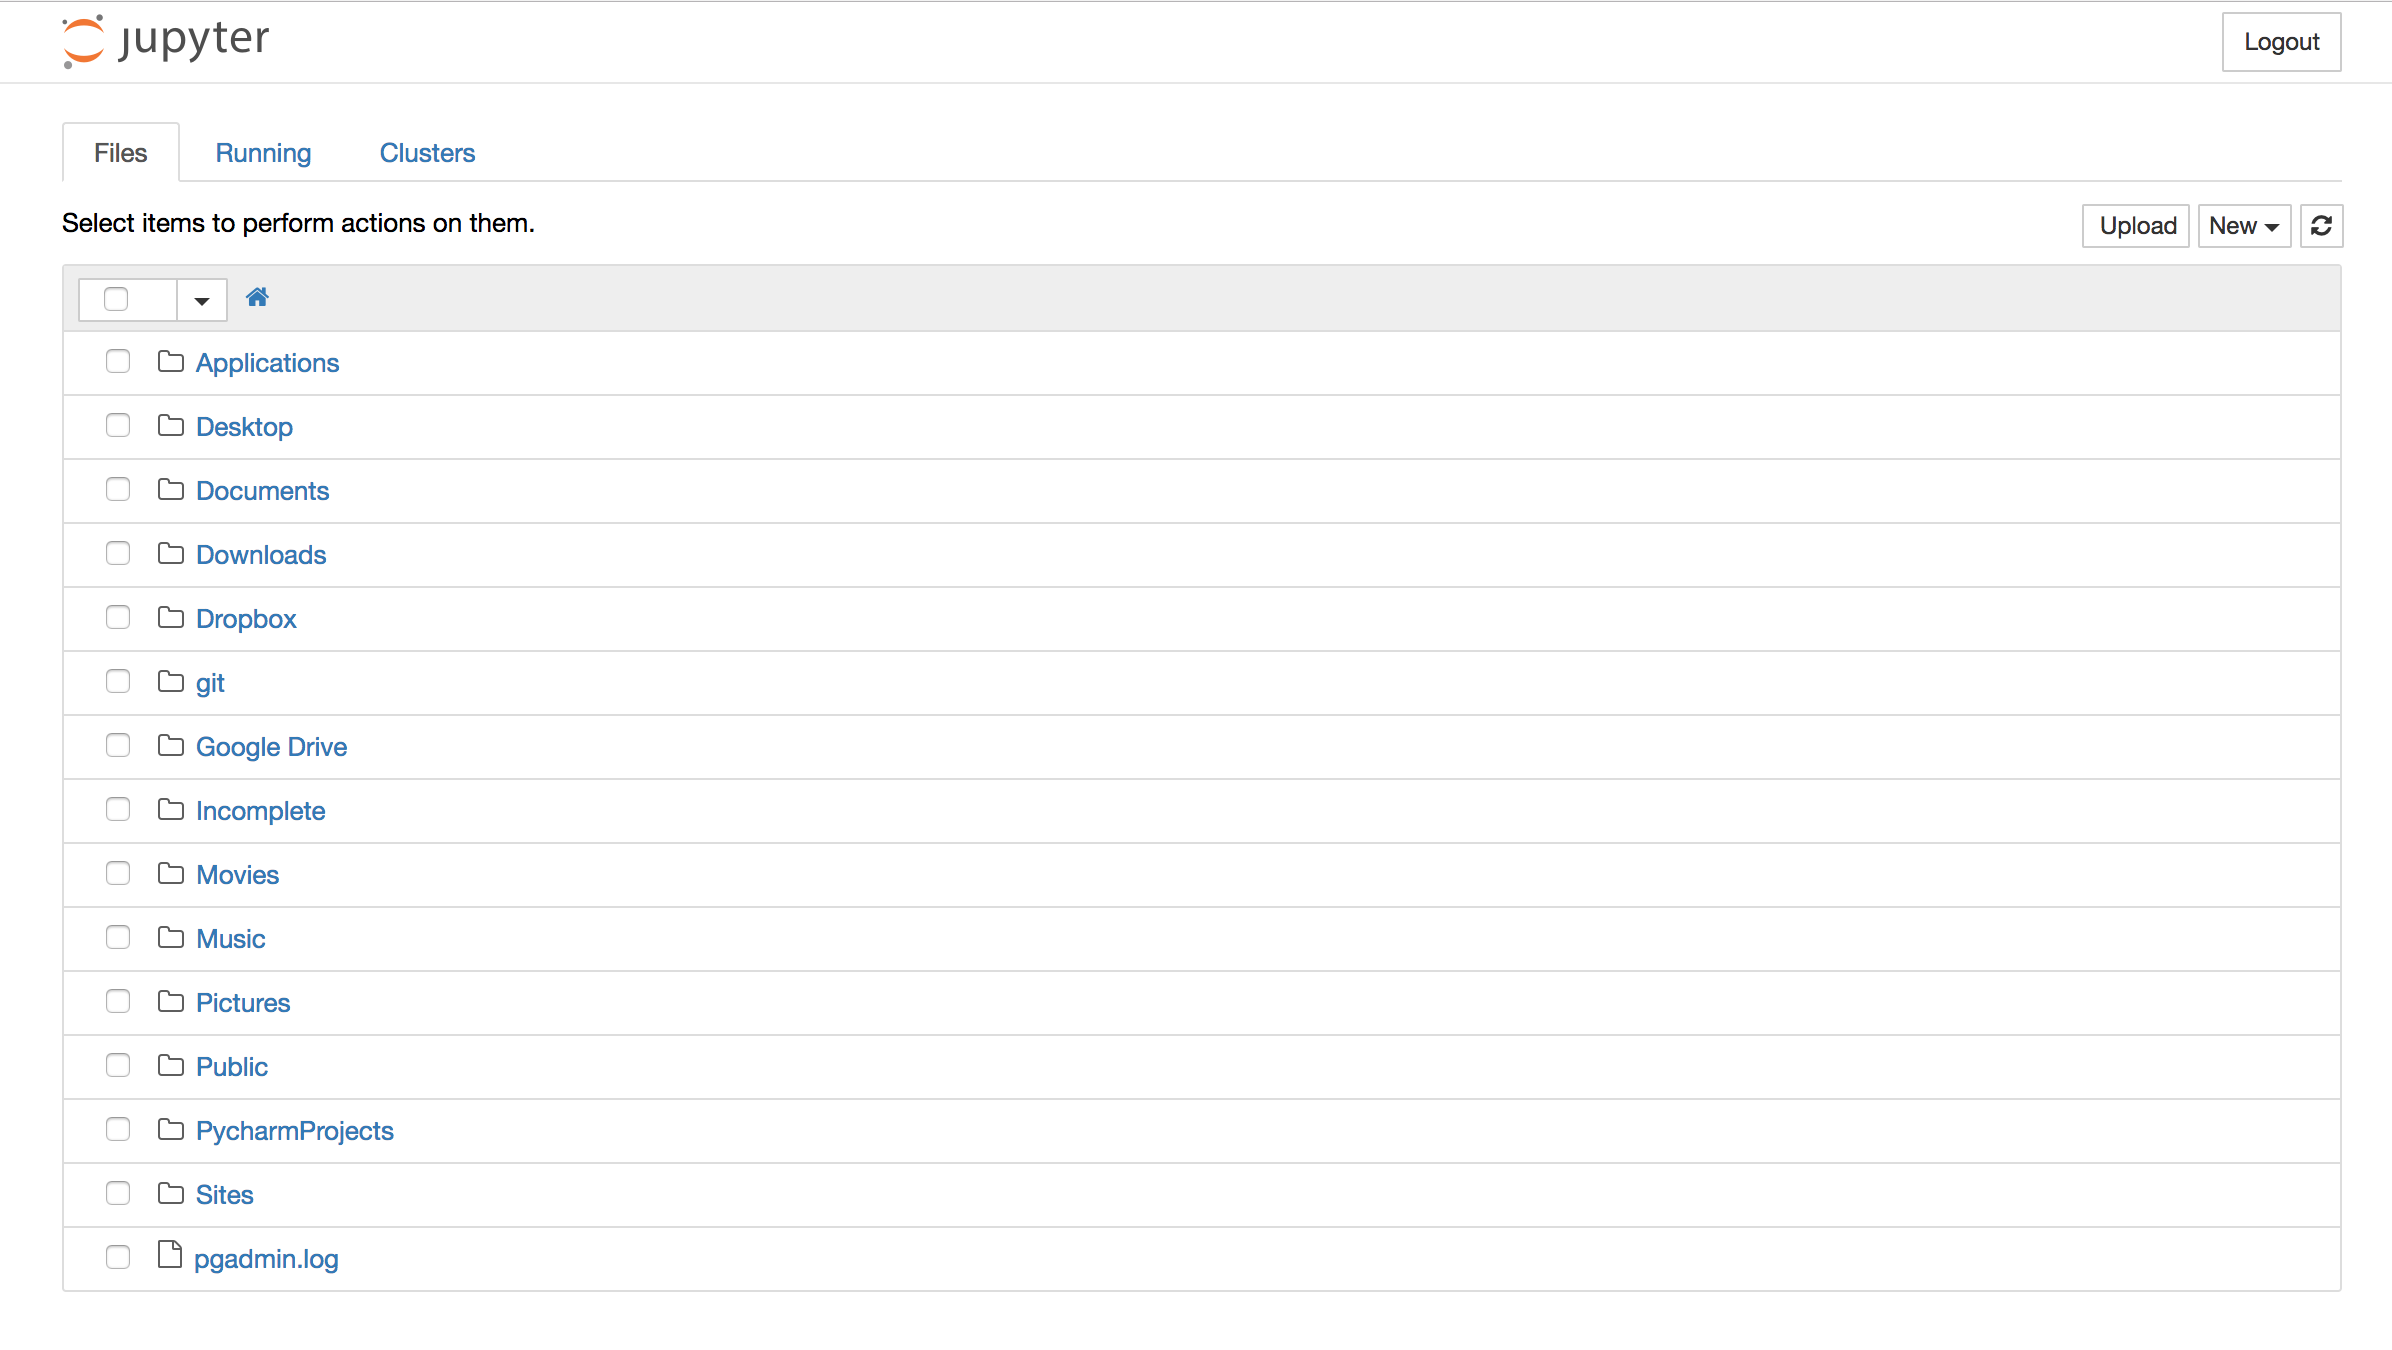 jupyter
Logout
Files Running Clusters
Select items to perform actions on them.
Upload New
Applications
Desktop
Documents
Downloads
Dropbox
git
Google Drive
Incomplete
Movies
Music
Pictures
Public
PycharmProjects
Sites
pgadmin.log